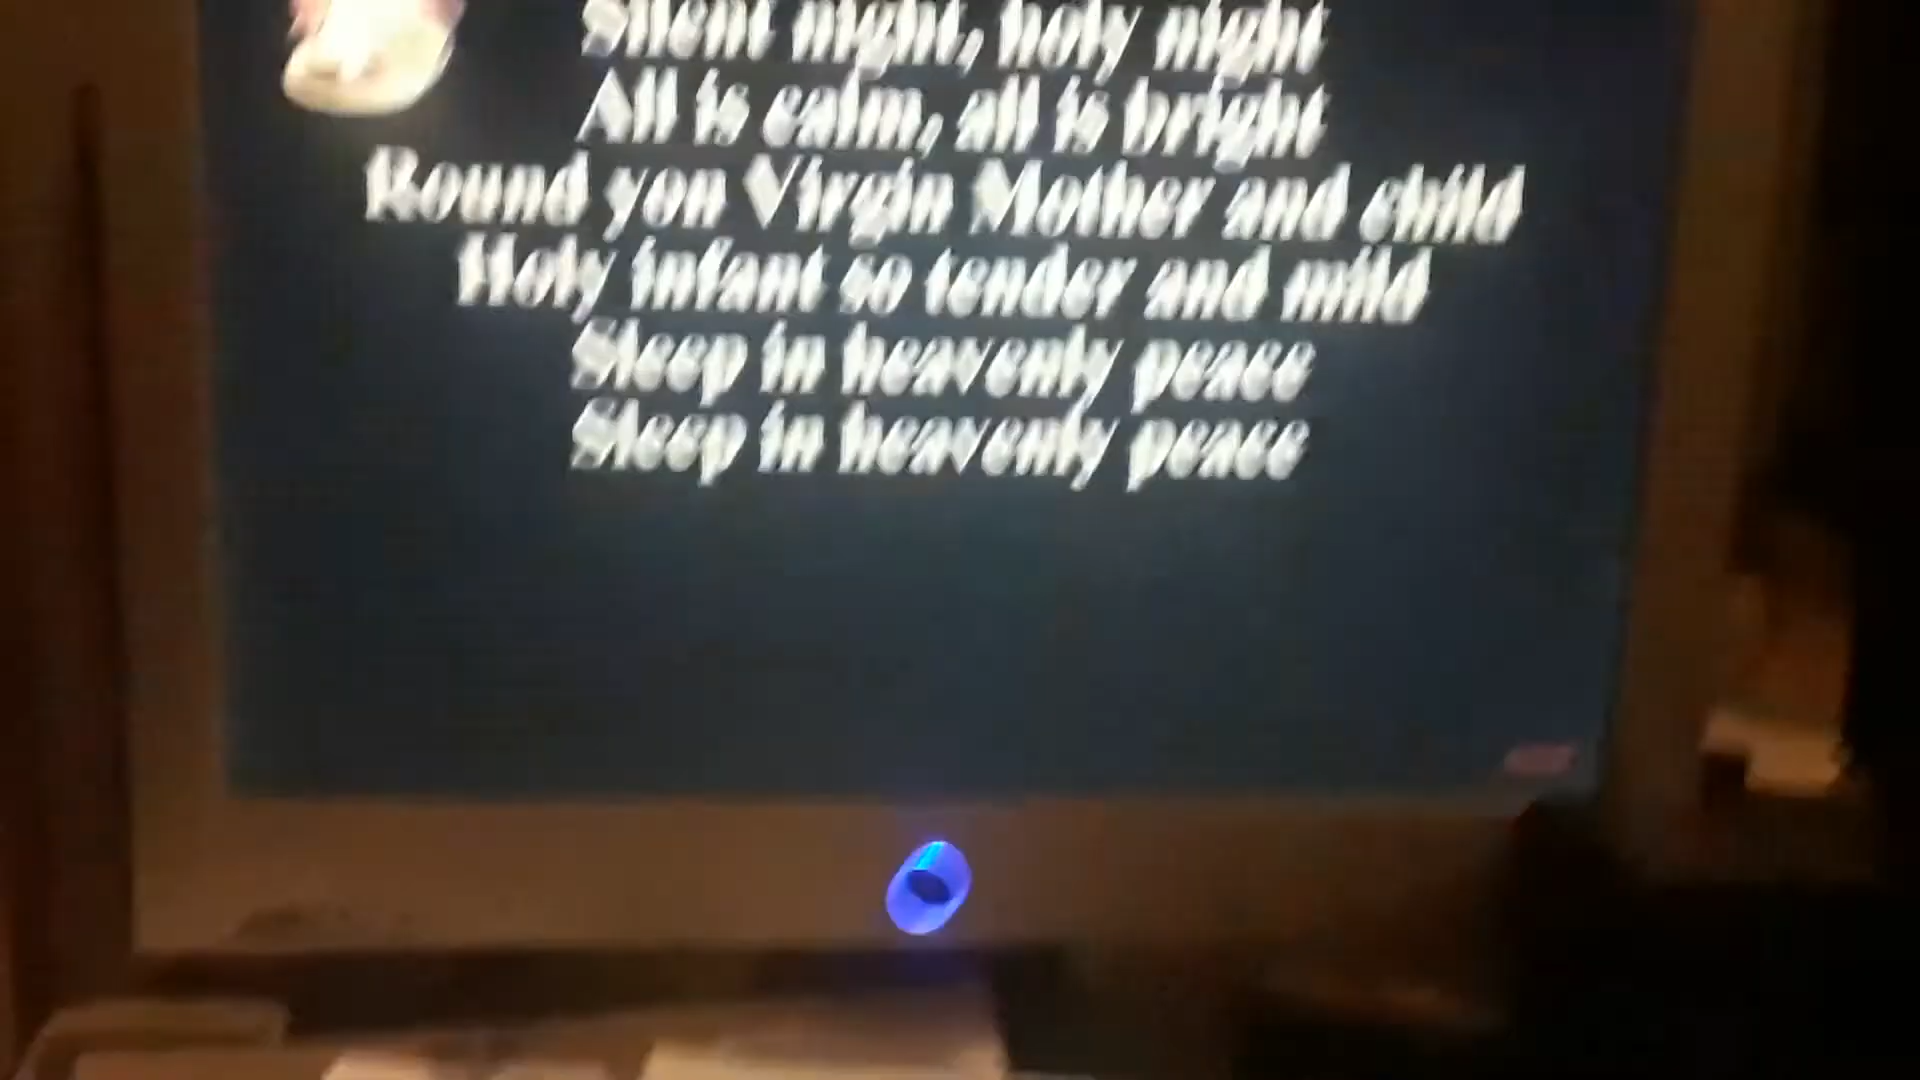 Silent night, holy night
All is calm, all is bright
Round yon Virgin Mother and child
Holy infant so tender and mild
Sleep in heavenly peace
Sleep in heavenly peace